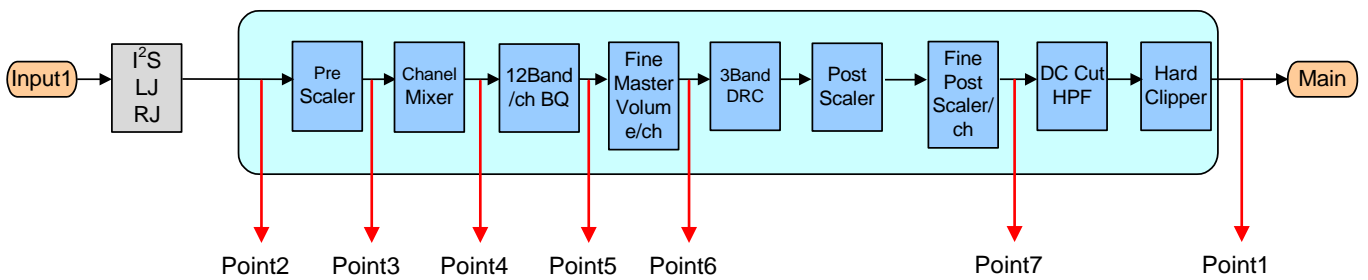 Input1
I²S
LJ
RJ
Pre
Scaler
Chanel
Mixer
12Band
/ch BQ
Fine
Master
Volum
e/ch
3Band
DRC
Post
Scaler
Fine
Post
Scaler/
ch
DC Cut
HPF
Hard
Clipper
Main
Point2
Point3
Point4
Point5
Point6
Point7
Point1